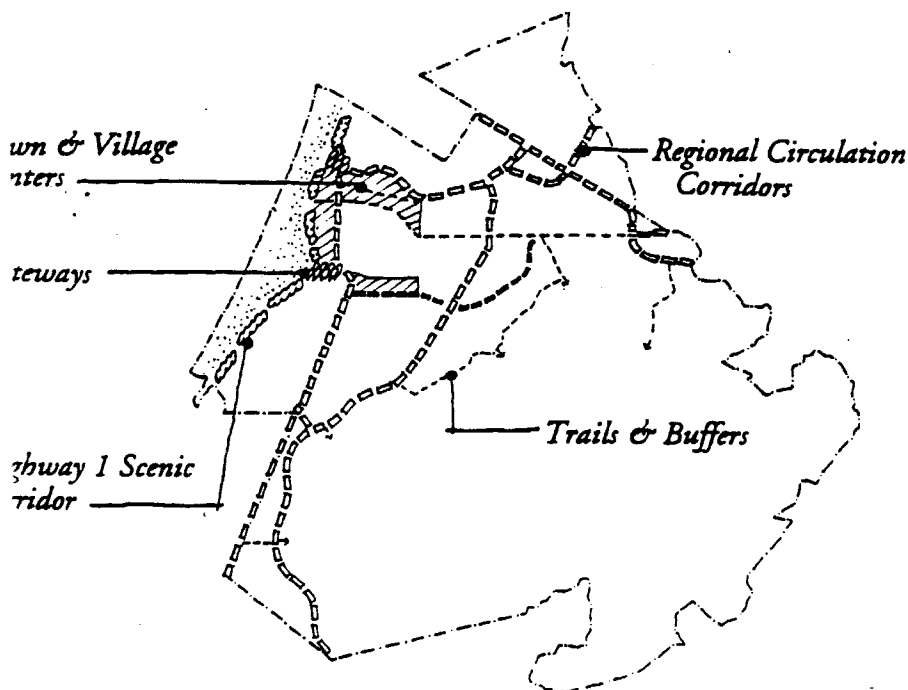 wn & Village
nters
Regional Circulation
Corridors
teways
Trails & Buffers
ghway 1 Scenic
rridor